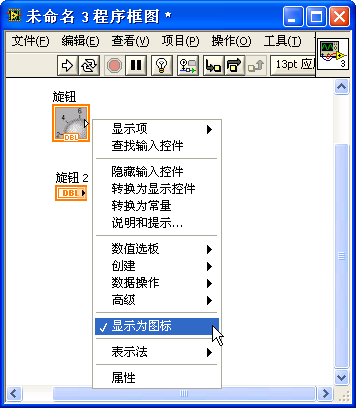 未命名 3 程序框图 *
文件(F) 编辑(E) 查看(V) 项目(P) 操作(O) 工具(T)
13pt 应
3
旋钮
2 4 6
DBL
旋钮 2
DBL
显示项
查找输入控件
隐藏输入控件
转换为显示控件
转换为常量
说明和提示...
数值选板
创建
数据操作
高级
✓ 显示为图标
表示法
属性